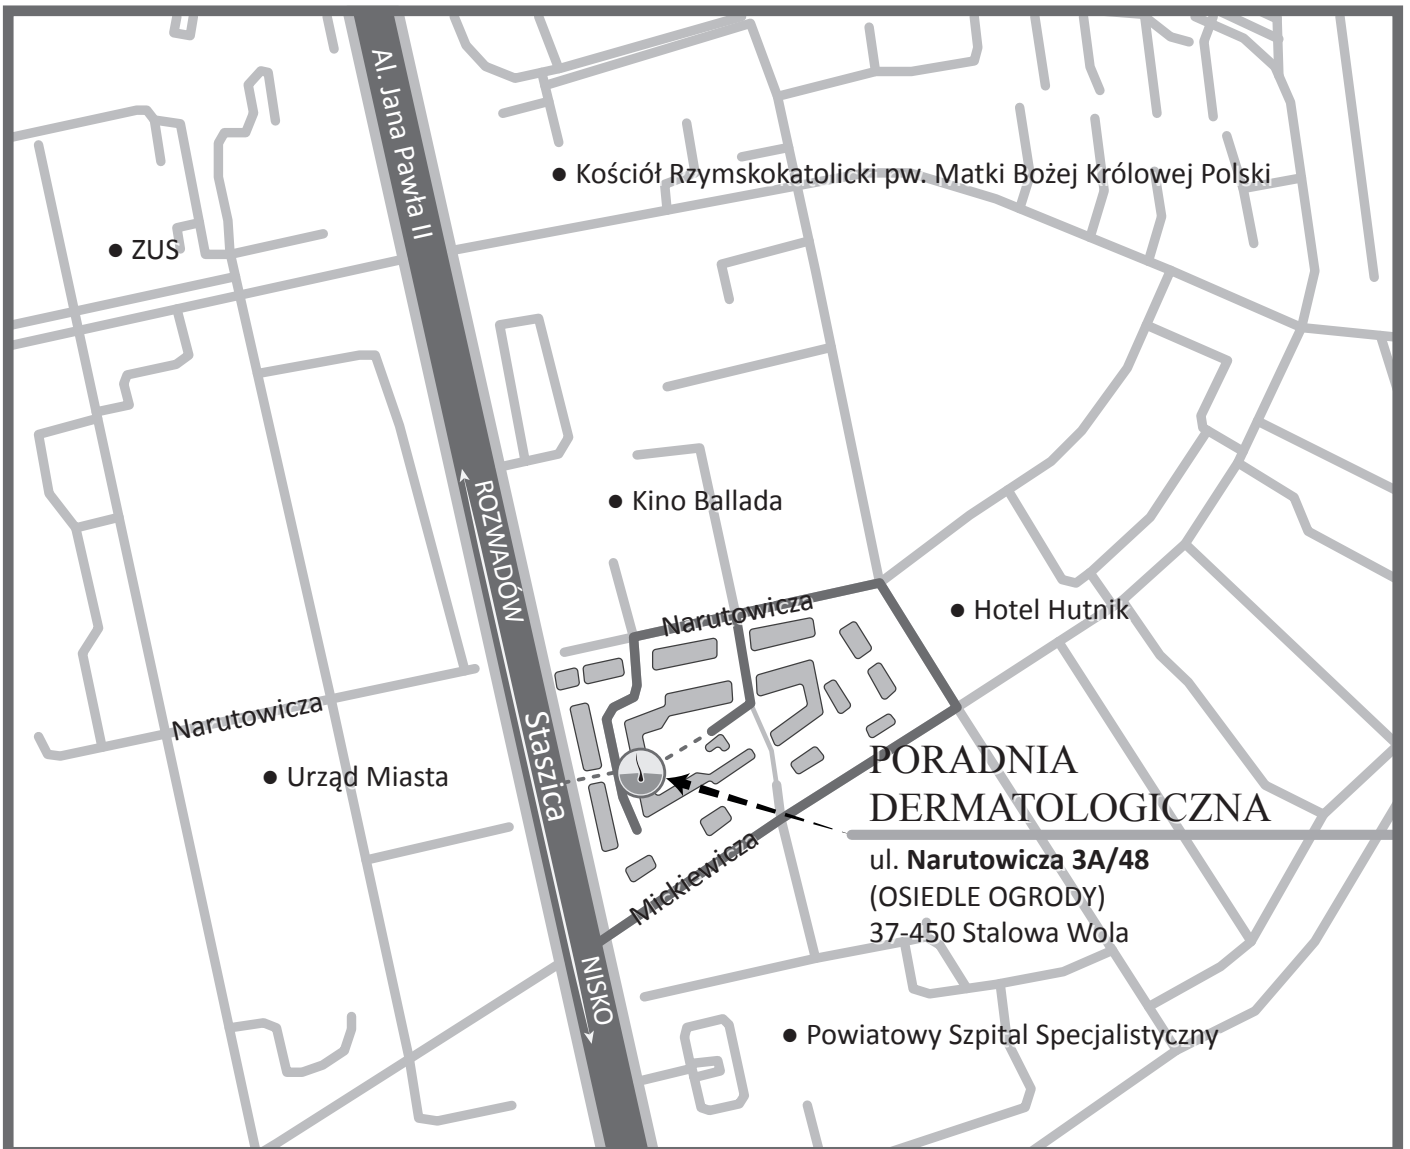 Al. Jana Pawła II
● Kościół Rzymskokatolicki pw. Matki Bożej Królowej Polski
● ZUS
ROZWADÓW
● Kino Ballada
Narutowicza
● Hotel Hutnik
Narutowicza
Staszica
● Urząd Miasta
PORADNIA
DERMATOLOGICZNA
ul. Narutowicza 3A/48
(OSIEDLE OGRODY)
37-450 Stalowa Wola
Mickiewicza
NISKO
● Powiatowy Szpital Specjalistyczny